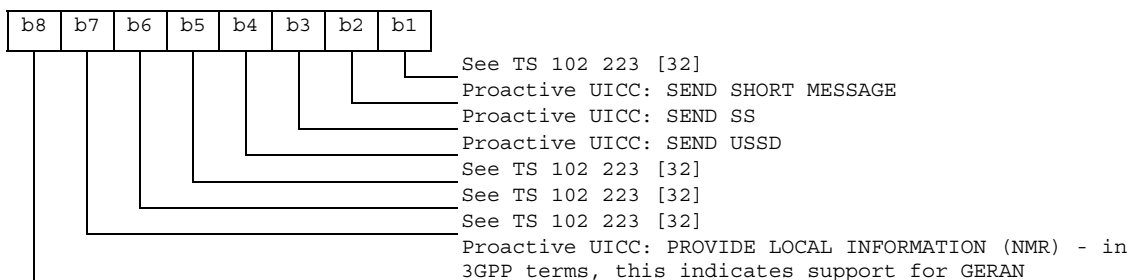 b8 b7 b6 b5 b4 b3 b2 b1
See TS 102 223 [32]
Proactive UICC: SEND SHORT MESSAGE
Proactive UICC: SEND SS
Proactive UICC: SEND USSD
See TS 102 223 [32]
See TS 102 223 [32]
See TS 102 223 [32]
Proactive UICC: PROVIDE LOCAL INFORMATION (NMR) - in
3GPP terms, this indicates support for GERAN